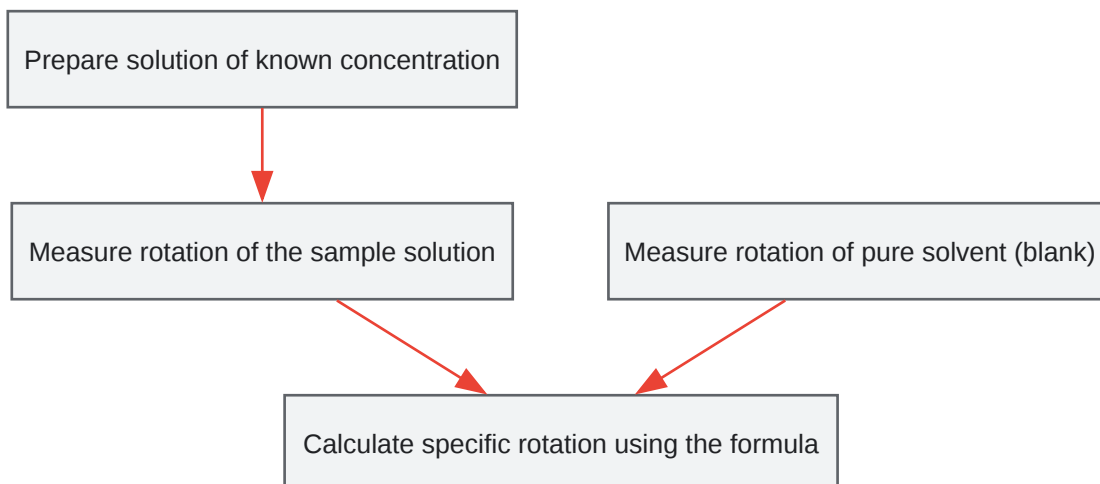 Prepare solution of known concentration
Measure rotation of the sample solution
Measure rotation of pure solvent (blank)
Calculate specific rotation using the formula